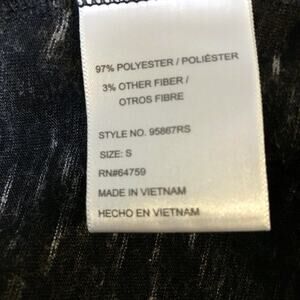 97% POLYESTER / POLIÉSTER
3% OTHER FIBER /
OTROS FIBRE
STYLE NO. 95867RS
SIZE: S
RN#64759
MADE IN VIETNAM
HECHO EN VIETNAM